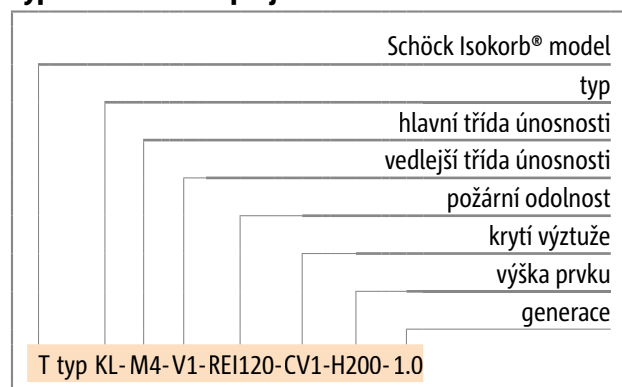 Schöck Isokorb® model
typ
hlavní třída únosnosti
vedlejší třída únosnosti
požární odolnost
krytí výztuže
výška prvku
generace
T typ KL-M4-V1-REI120-CV1-H200-1.0